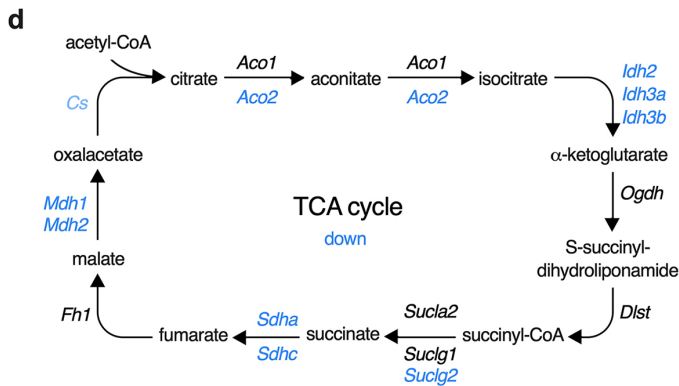 d
acetyl-CoA
citrate
Aco1
Aco2
aconitate
Aco1
Aco2
isocitrate
Idh2
Idh3a
Idh3b
Cs
oxalacetate
α-ketoglutarate
Mdh1
Mdh2
TCA cycle
down
Ogdh
malate
S-succinyl-
dihydroliponamide
Fh1
fumarate
Sdha
Sdhc
succinate
Sucla2
Suclg1
Suclg2
succinyl-CoA
Dlst